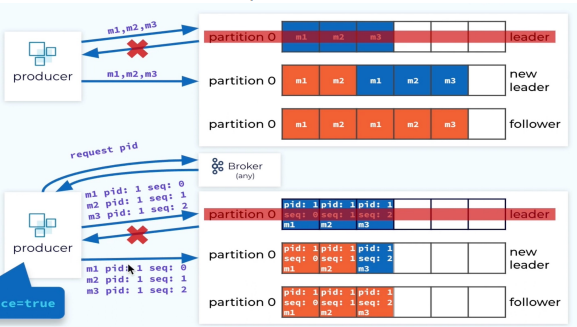 m1,m2,m3
producer
m1,m2,m3
partition 0 m1 m2 m3 leader
partition 0 m1 m2 m1 m2 m3 new leader
partition 0 m1 m2 m1 m2 m3 follower
request pid
Broker
(any)
m1 pid: 1 seq: 0
m2 pid: 1 seq: 1
m3 pid: 1 seq: 2
producer
m1 pid: 1 seq: 0
m2 pid: 1 seq: 1
m3 pid: 1 seq: 2
ce=true
pid: 1 pid: 1 pid: 1
partition 0 seq: 0 seq: 1 seq: 2 leader
m1 m2 m3
pid: 1 pid: 1 pid: 1
partition 0 seq: 0 seq: 1 seq: 2 new leader
m1 m2 m3
pid: 1 pid: 1 pid: 1
partition 0 seq: 0 seq: 1 seq: 2 follower
m1 m2 m3